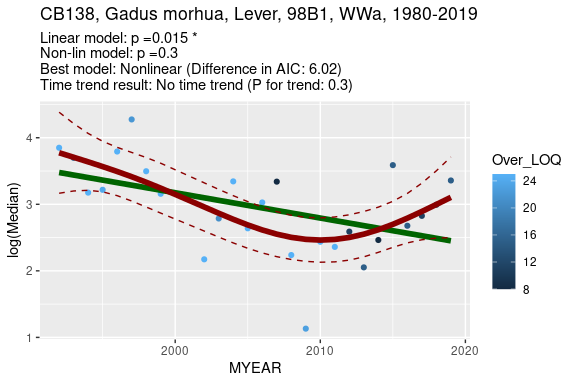 CB138, Gadus morhua, Lever, 98B1, WWa, 1980-2019
Linear model: p =0.015 *
Non-lin model: p =0.3
Best model: Nonlinear (Difference in AIC: 6.02)
Time trend result: No time trend (P for trend: 0.3)
log(Median)
4
3
2
1
2000
2010
2020
MYEAR
Over_LOQ
24
20
16
12
8